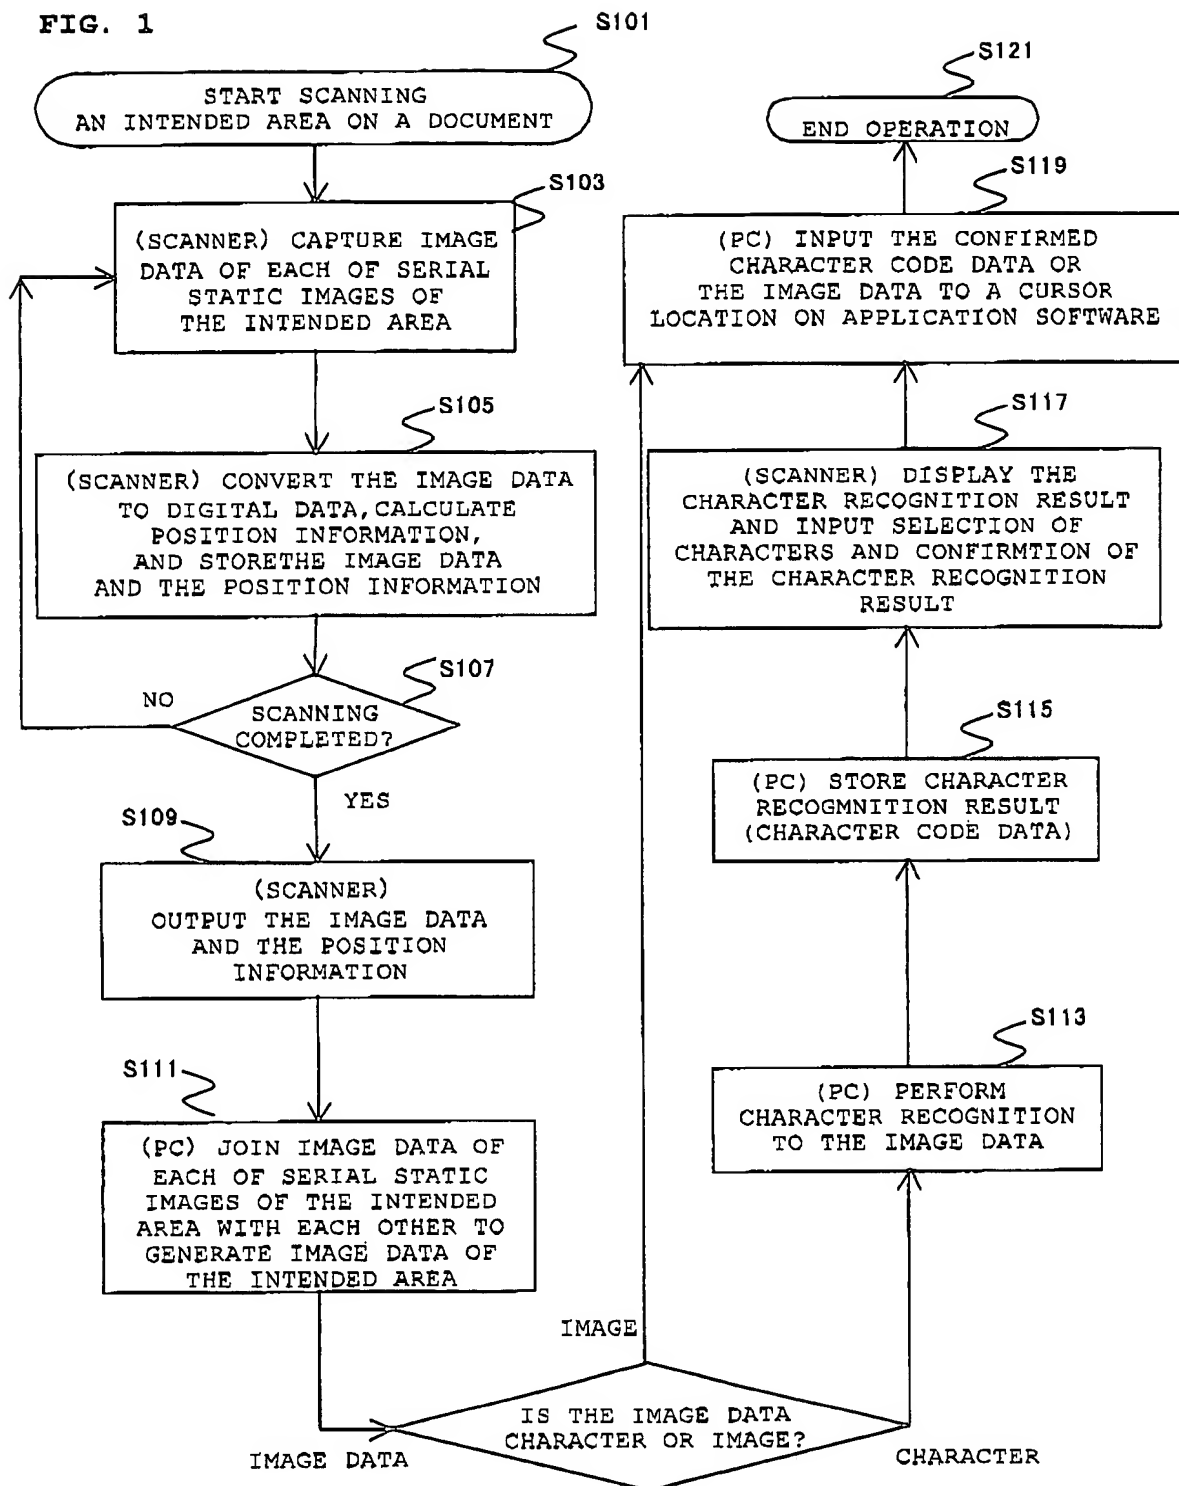 FIG. 1
S101
START SCANNING
AN INTENDED AREA ON A DOCUMENT
S103
(SCANNER) CAPTURE IMAGE
DATA OF EACH OF SERIAL
STATIC IMAGES OF
THE INTENDED AREA
S105
(SCANNER) CONVERT THE IMAGE DATA
TO DIGITAL DATA,CALCULATE
POSITION INFORMATION,
AND STORETHE IMAGE DATA
AND THE POSITION INFORMATION
S107
NO
SCANNING
COMPLETED?
YES
S109
(SCANNER)
OUTPUT THE IMAGE DATA
AND THE POSITION
INFORMATION
S111
(PC) JOIN IMAGE DATA OF
EACH OF SERIAL STATIC
IMAGES OF THE INTENDED
AREA WITH EACH OTHER TO
GENERATE IMAGE DATA OF
THE INTENDED AREA
IMAGE DATA
IS THE IMAGE DATA
CHARACTER OR IMAGE?
IMAGE
CHARACTER
S113
(PC) PERFORM
CHARACTER RECOGNITION
TO THE IMAGE DATA
S115
(PC) STORE CHARACTER
RECOGMNITION RESULT
(CHARACTER CODE DATA)
S117
(SCANNER) DISPLAY THE
CHARACTER RECOGNITION RESULT
AND INPUT SELECTION OF
CHARACTERS AND CONFIRMTION OF
THE CHARACTER RECOGNITION
RESULT
S119
(PC) INPUT THE CONFIRMED
CHARACTER CODE DATA OR
THE IMAGE DATA TO A CURSOR
LOCATION ON APPLICATION SOFTWARE
S121
END OPERATION